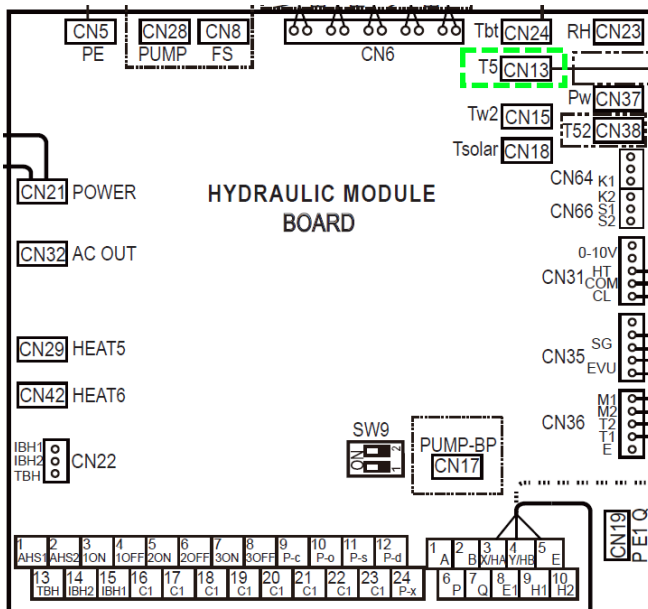 CN5 CN28 CN8 Tbt CN24 RH CN23
PE PUMP FS CN6
T5 CN13
Pw CN37
Tw2 CN15
T52 CN38
Tsolar CN18
CN64 K1
CN21 POWER
HYDRAULIC MODULE
BOARD
K2
CN66 S1
S2
CN32 AC OUT
0-10V
CN31 HT
COM
CL
CN29 HEAT5
SG
CN35
EVU
CN42 HEAT6
M1
M2
CN36 T2
T1
E
SW9
ON
1 2
PUMP-BP
CN17
IBH1
IBH2 CN22
TBH
CN19
P E1 Q
1 2 3 4 5 6 7 8 9 10 11 12
AHS1 AHS2 1ON 1OFF 2ON 2OFF 3ON 3OFF P-c P-o P-s P-d
13 14 15 16 17 18 19 20 21 22 23 24
TBH IBH2 IBH1 C1 C1 C1 C1 C1 C1 C1 C1 P-x
1 2 3 4 5
A B X/HA Y/HB E
6 7 8 9 10
P Q E1 H1 H2